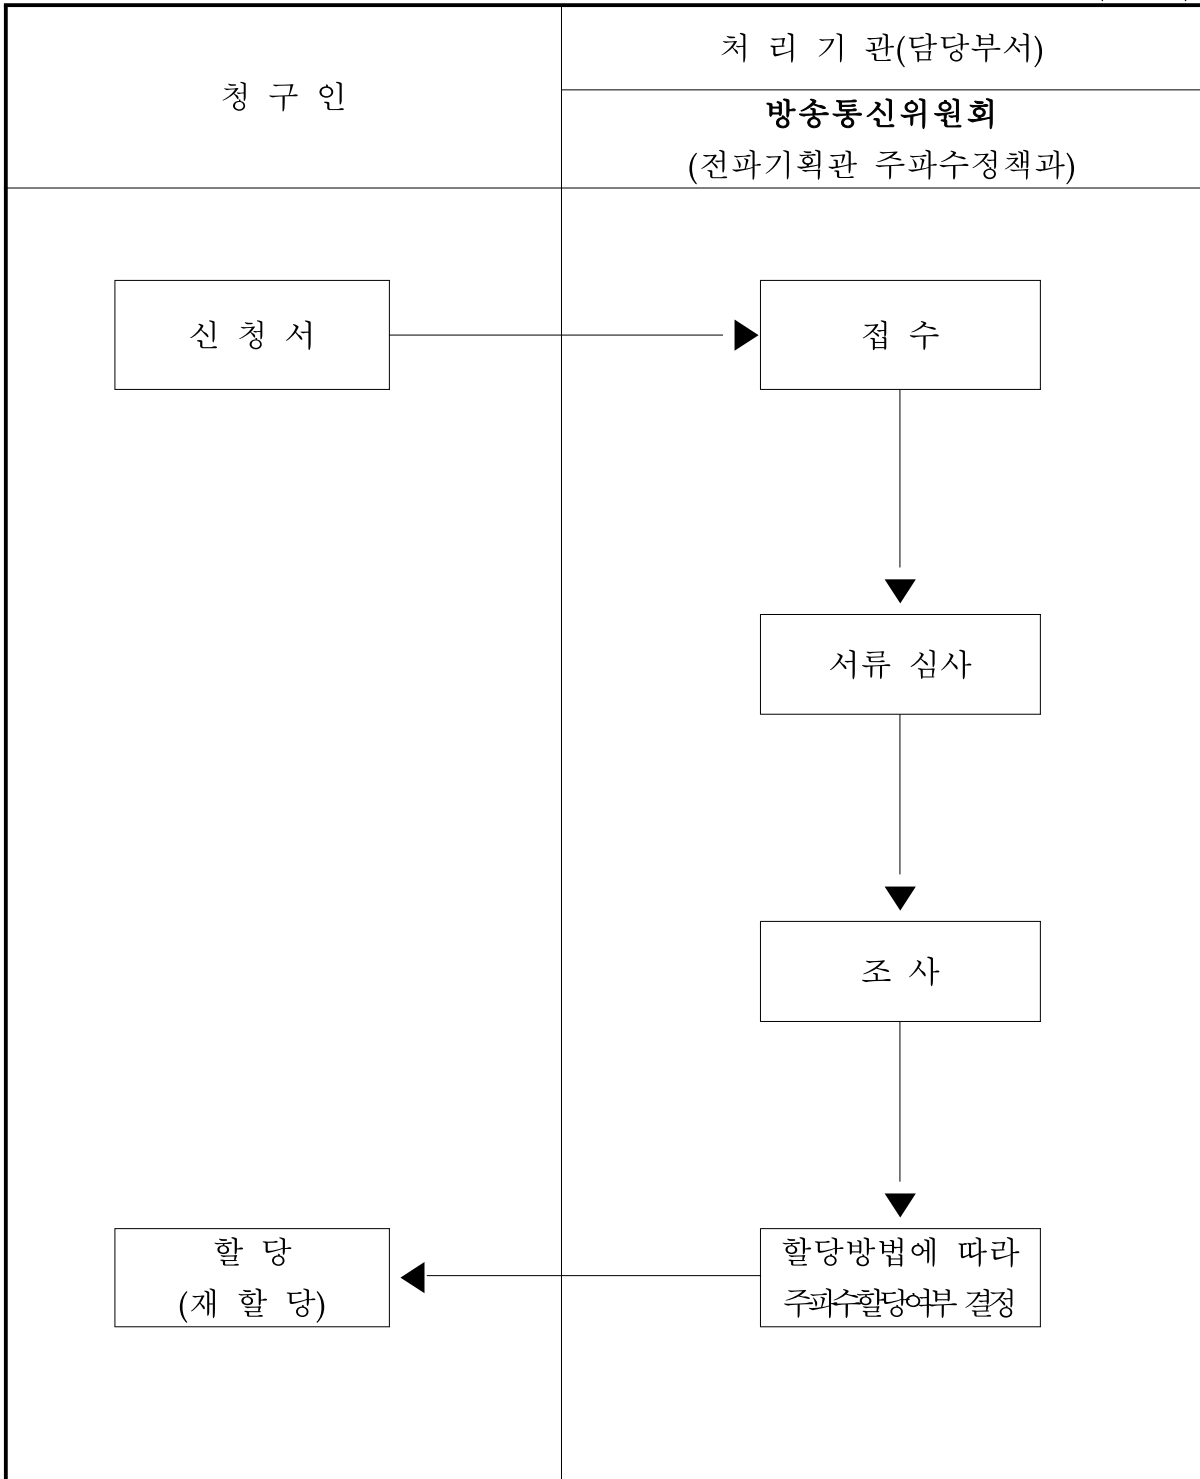 청 구 인
처 리 기 관(담당부서)
방송통신위원회
(전파기획관 주파수정책과)
신 청 서
접 수
서류 심사
조 사
할 당
(재 할 당)
할당방법에 따라
주파수할당여부 결정